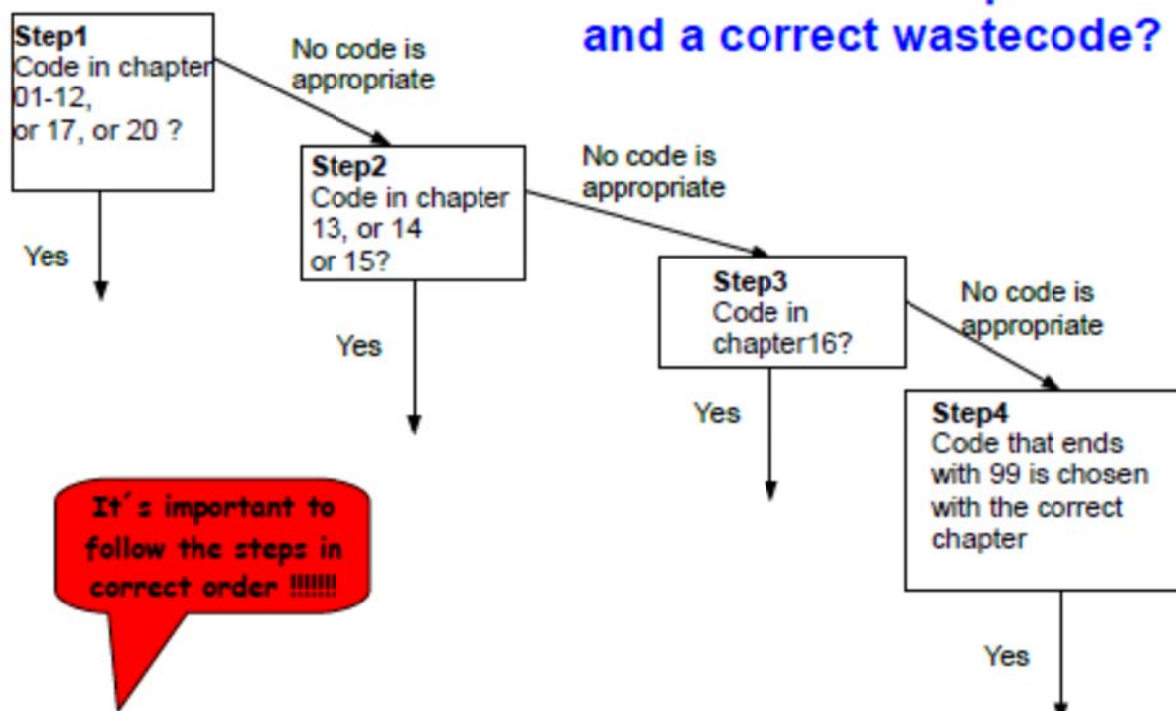 and a correct wastecode?
Step1
Code in chapter
01-12,
or 17, or 20 ?
No code is
appropriate
Yes
Step2
Code in chapter
13, or 14
or 15?
No code is
appropriate
Yes
Step3
Code in
chapter16?
No code is
appropriate
Yes
Step4
Code that ends
with 99 is chosen
with the correct
chapter
Yes
It´s important to
follow the steps in
correct order !!!!!!!